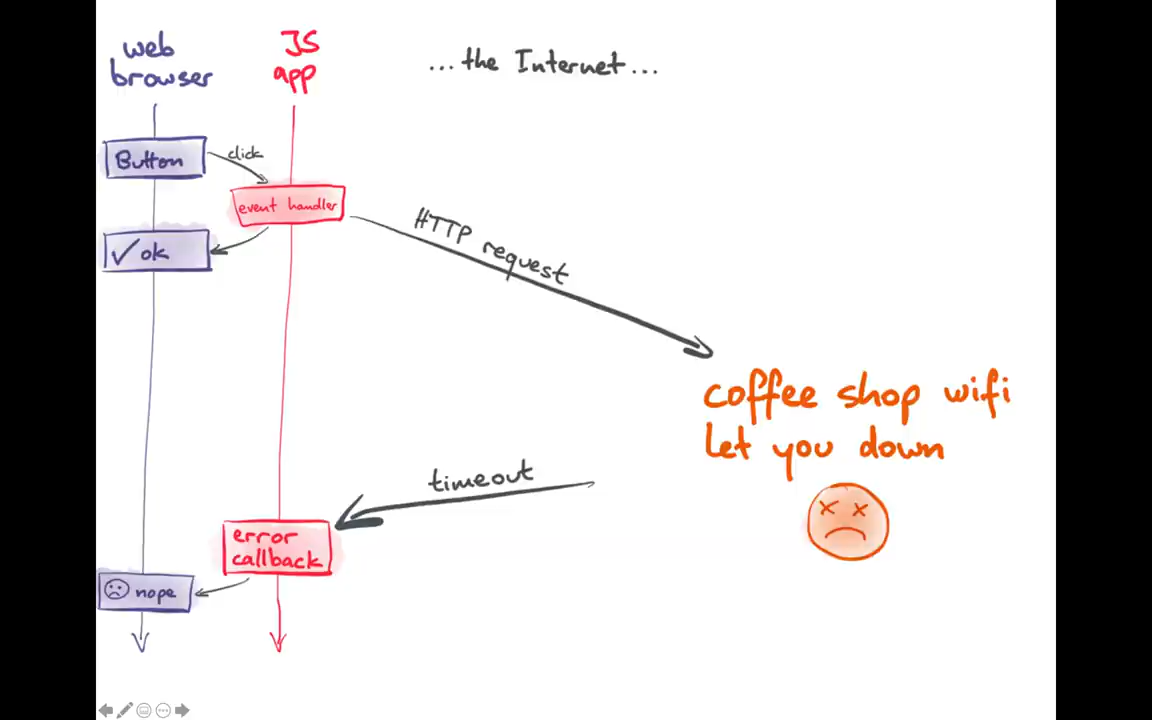 web
browser
JS
app
...the Internet...
Button
click
event handler
✓ok
HTTP request
coffee shop wifi
let you down
timeout
error
callback
nope